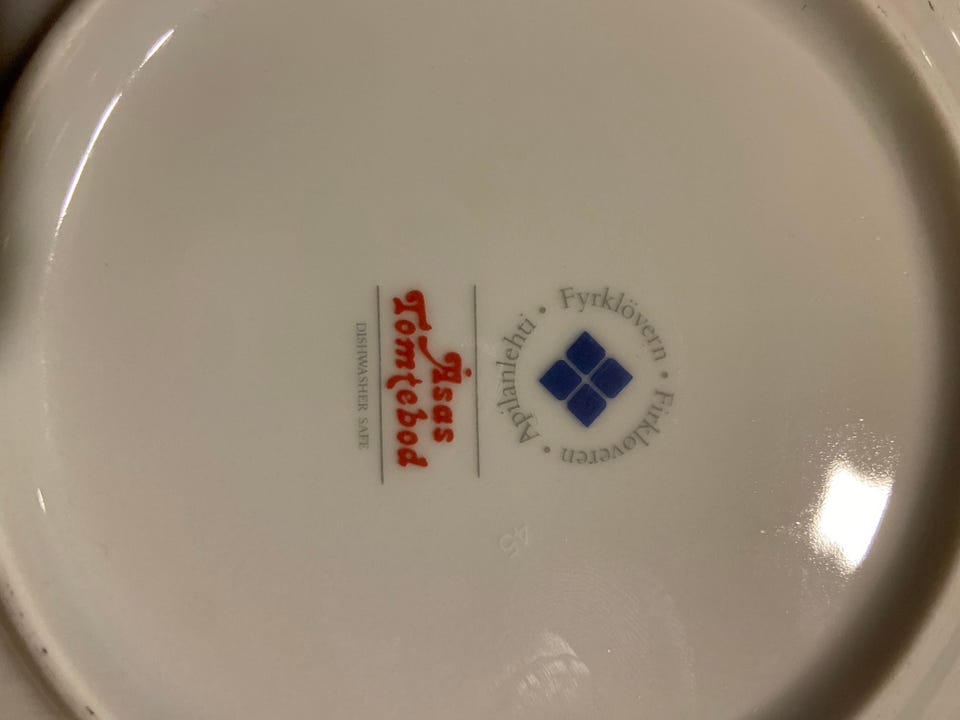 Fyrklövern • Firkløveren • Apilanlehti •
Åsas
Tomtebod
DISHWASHER SAFE
45